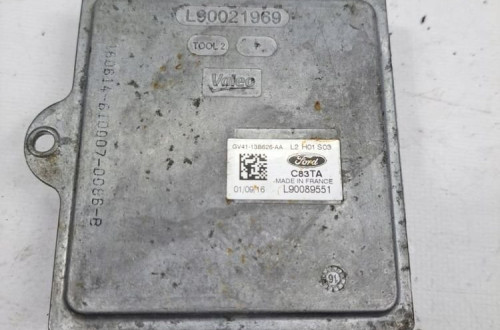 L90021969
TOOL 2
Valeo
GV41-13B626-AA L2 H01 S03
Ford
C83TA
MADE IN FRANCE
01/09/16 L90089551
16